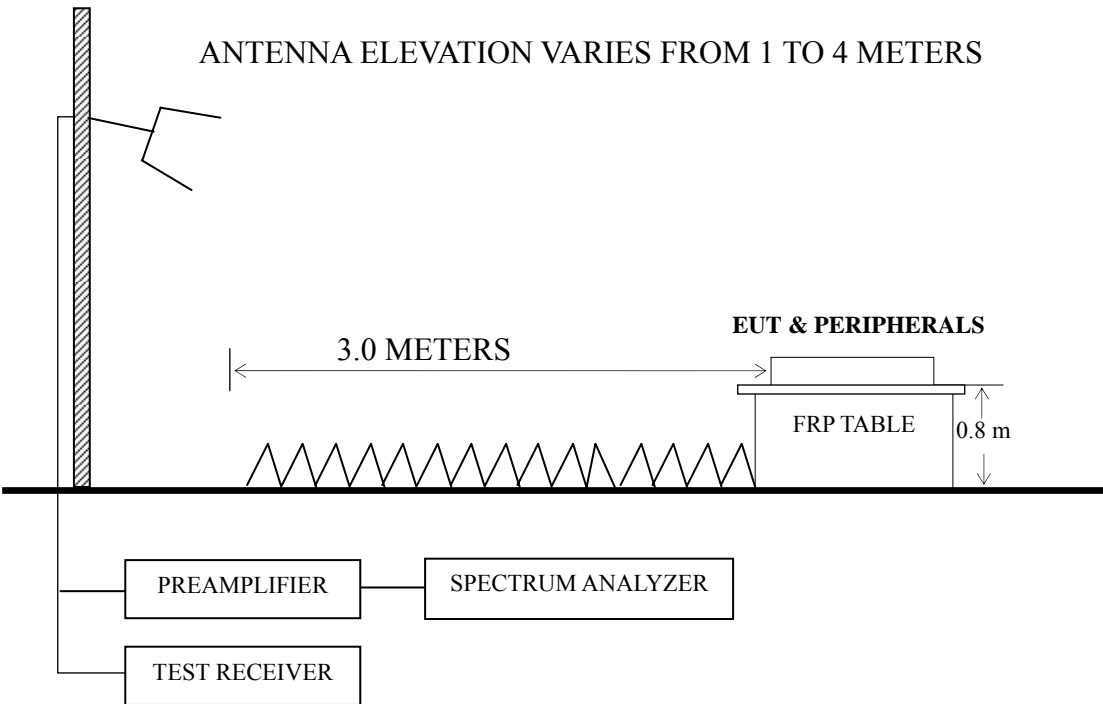 ANTENNA ELEVATION VARIES FROM 1 TO 4 METERS
EUT & PERIPHERALS
3.0 METERS
FRP TABLE
0.8 m
PREAMPLIFIER
SPECTRUM ANALYZER
TEST RECEIVER